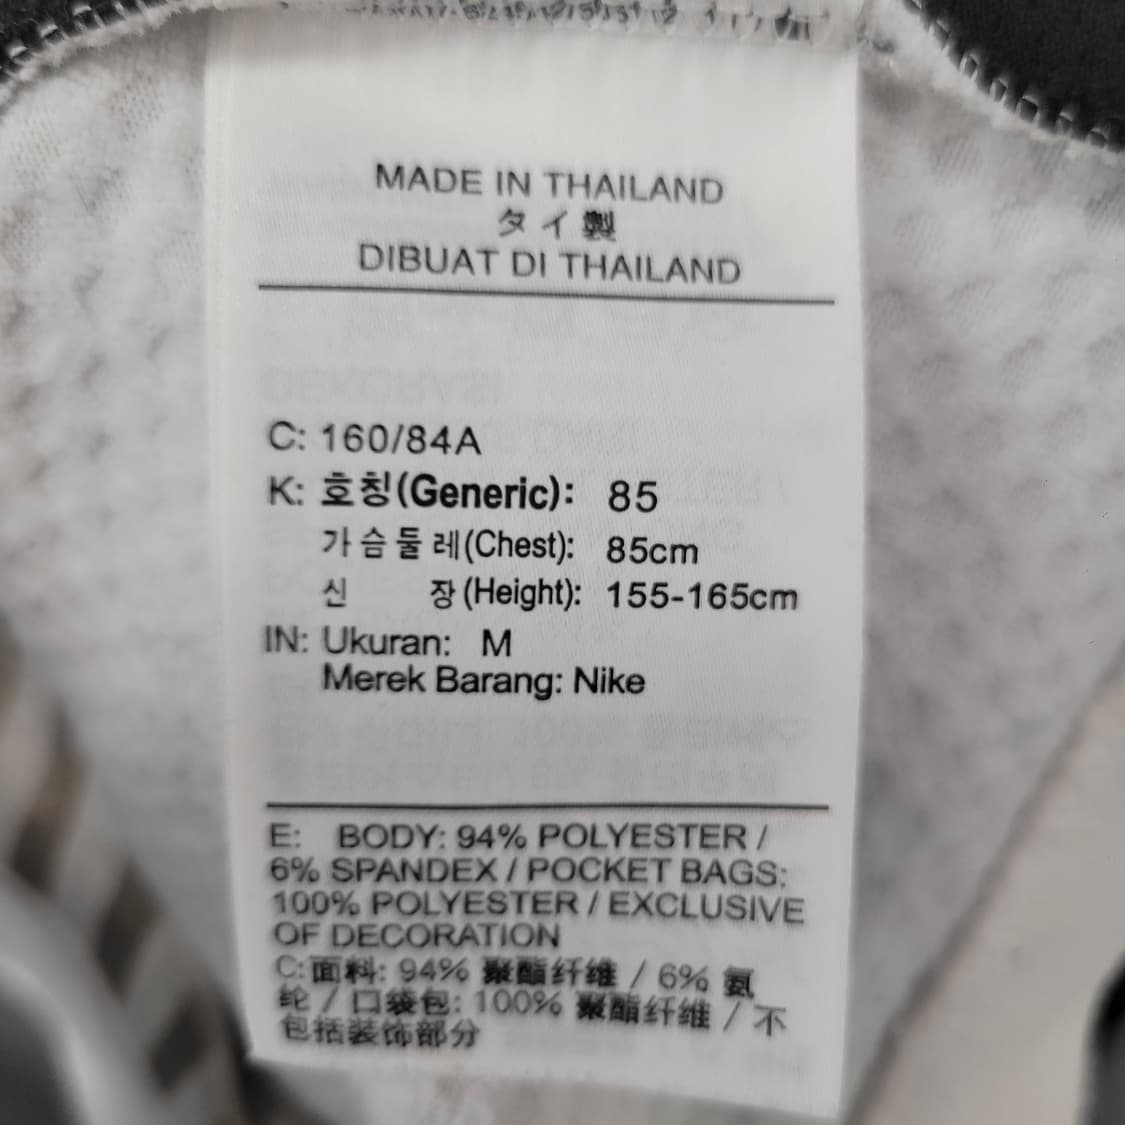 MADE IN THAILAND
タイ製
DIBUAT DI THAILAND
C: 160/84A
K: 호칭(Generic): 85
가슴둘레(Chest): 85cm
신 장(Height): 155-165cm
IN: Ukuran: M
Merek Barang: Nike
E: BODY: 94% POLYESTER /
6% SPANDEX / POCKET BAGS:
100% POLYESTER / EXCLUSIVE
OF DECORATION
C:面料: 94% 聚酯纤维 / 6% 氨
纶 / 口袋包: 100% 聚酯纤维 / 不
包括装饰部分